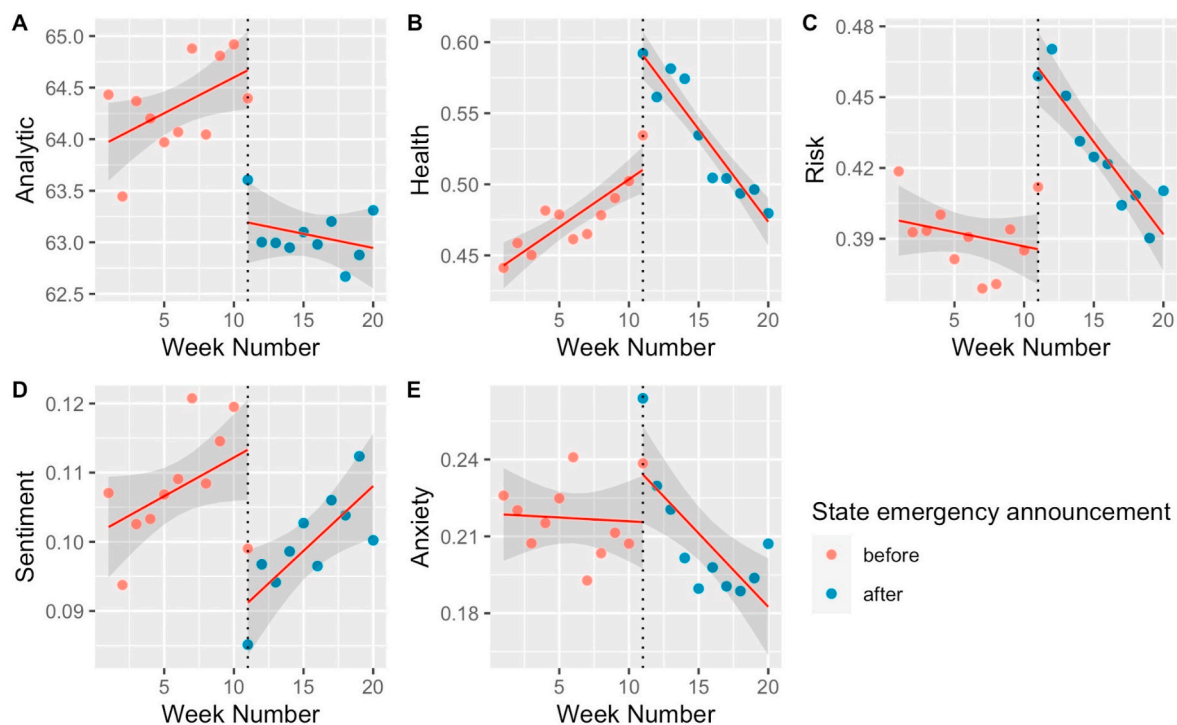 A
65.0
64.5
64.0
63.5
63.0
62.5
Analytic
5
10
15
20
Week Number
B
0.60
0.55
0.50
0.45
Health
5
10
15
20
Week Number
C
0.48
0.45
0.42
0.39
Risk
5
10
15
20
Week Number
D
0.12
0.11
0.10
0.09
Sentiment
5
10
15
20
Week Number
E
0.24
0.21
0.18
Anxiety
5
10
15
20
Week Number
State emergency announcement
before
after